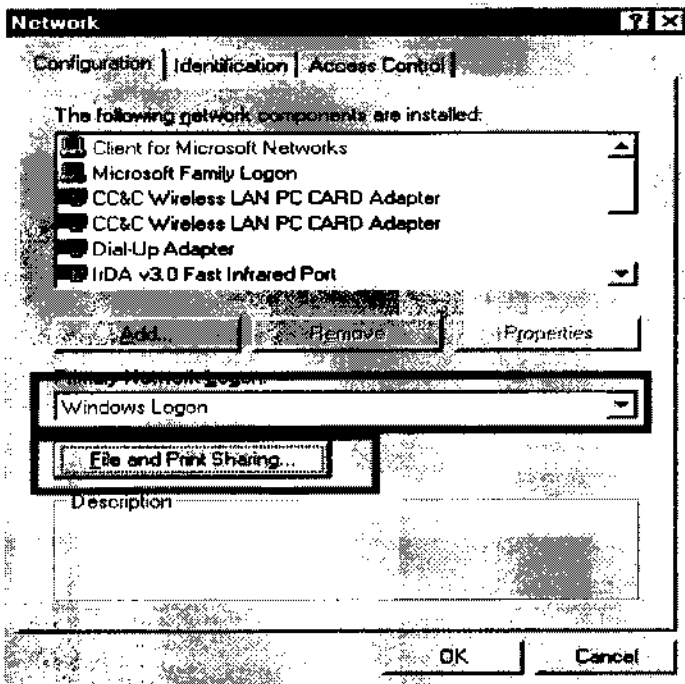 Network
Configuration Identification Access Control
The following network components are installed:
Client for Microsoft Networks
Microsoft Family Logon
CC&C Wireless LAN PC CARD Adapter
CC&C Wireless LAN PC CARD Adapter
Dial-Up Adapter
IrDA v3.0 Fast Infrared Port
Add... Remove Properties
Primary Network Logon:
Windows Logon
File and Print Sharing...
Description
OK Cancel